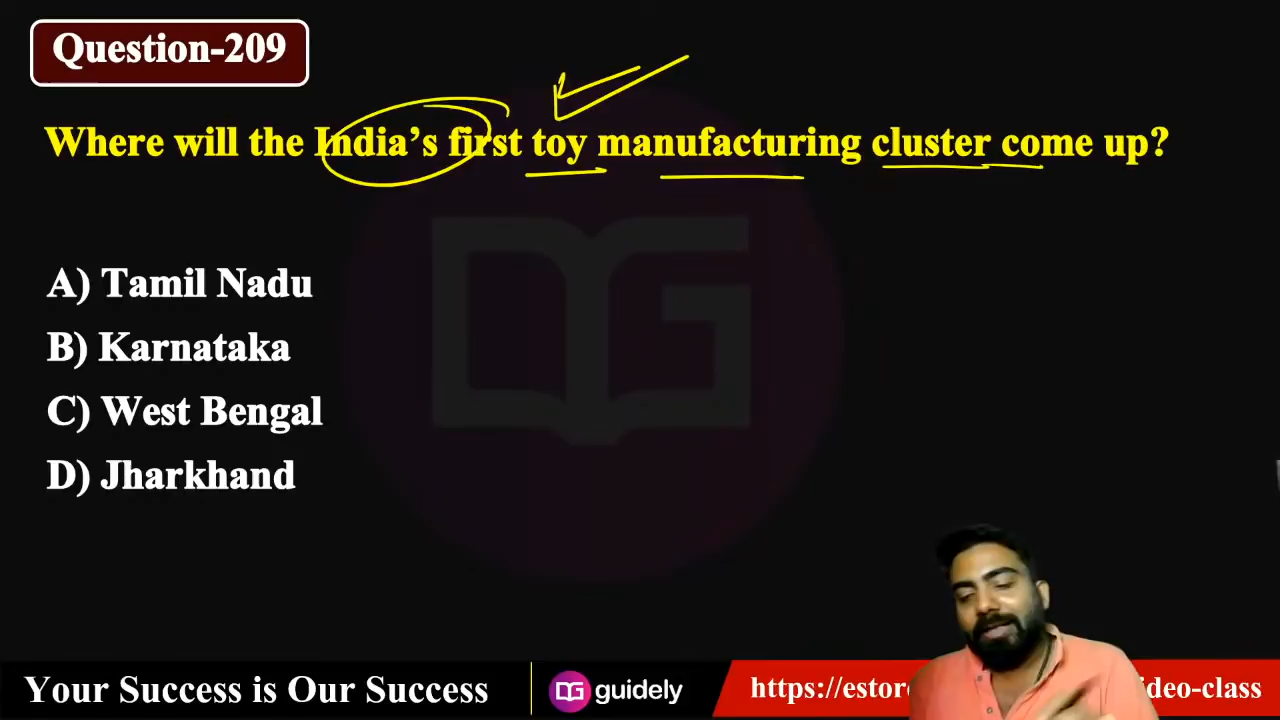 Question-209
Where will the India’s first toy manufacturing cluster come up?
A) Tamil Nadu
B) Karnataka
C) West Bengal
D) Jharkhand
Your Success is Our Success
DG guidely
https://estor
deo-class